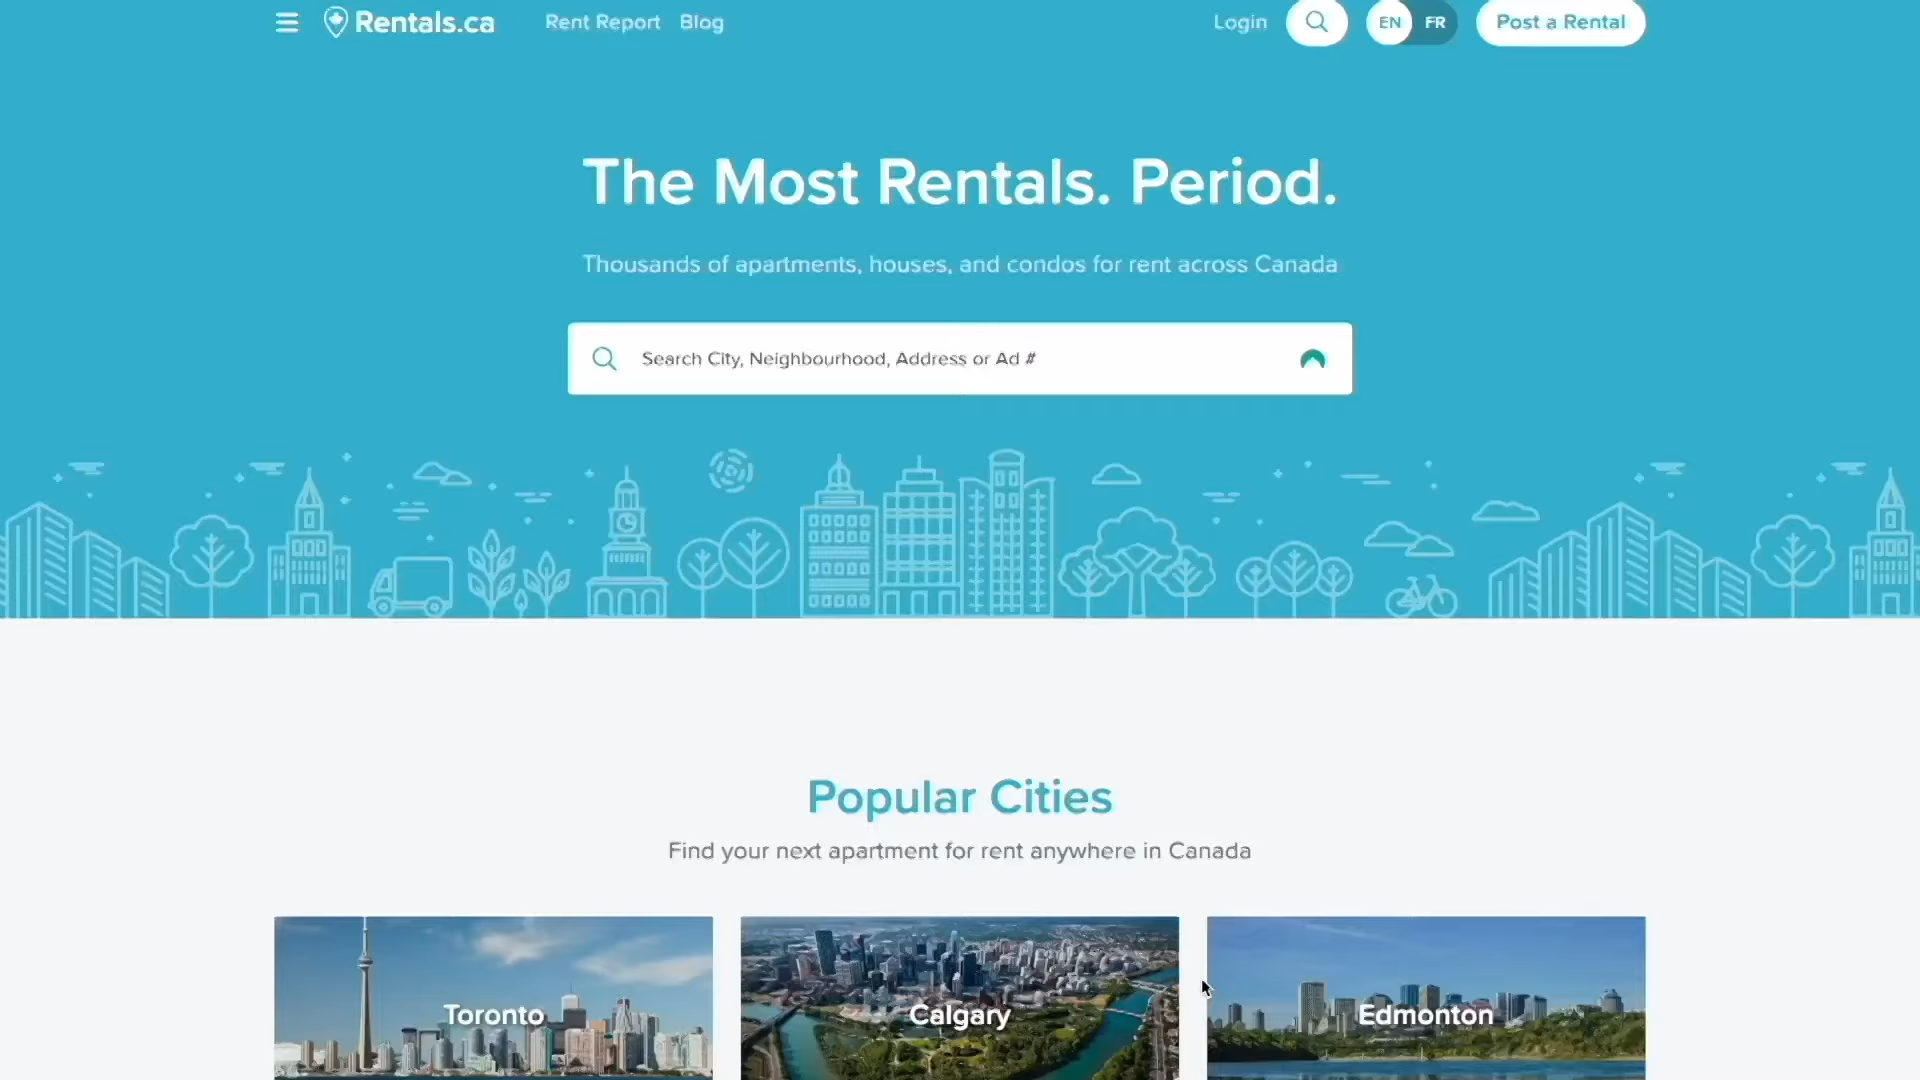 Rentals.ca
Rent Report
Blog
Login
EN
FR
Post a Rental
The Most Rentals. Period.
Thousands of apartments, houses, and condos for rent across Canada
Search City, Neighbourhood, Address or Ad #
Popular Cities
Find your next apartment for rent anywhere in Canada
Toronto
Calgary
Edmonton